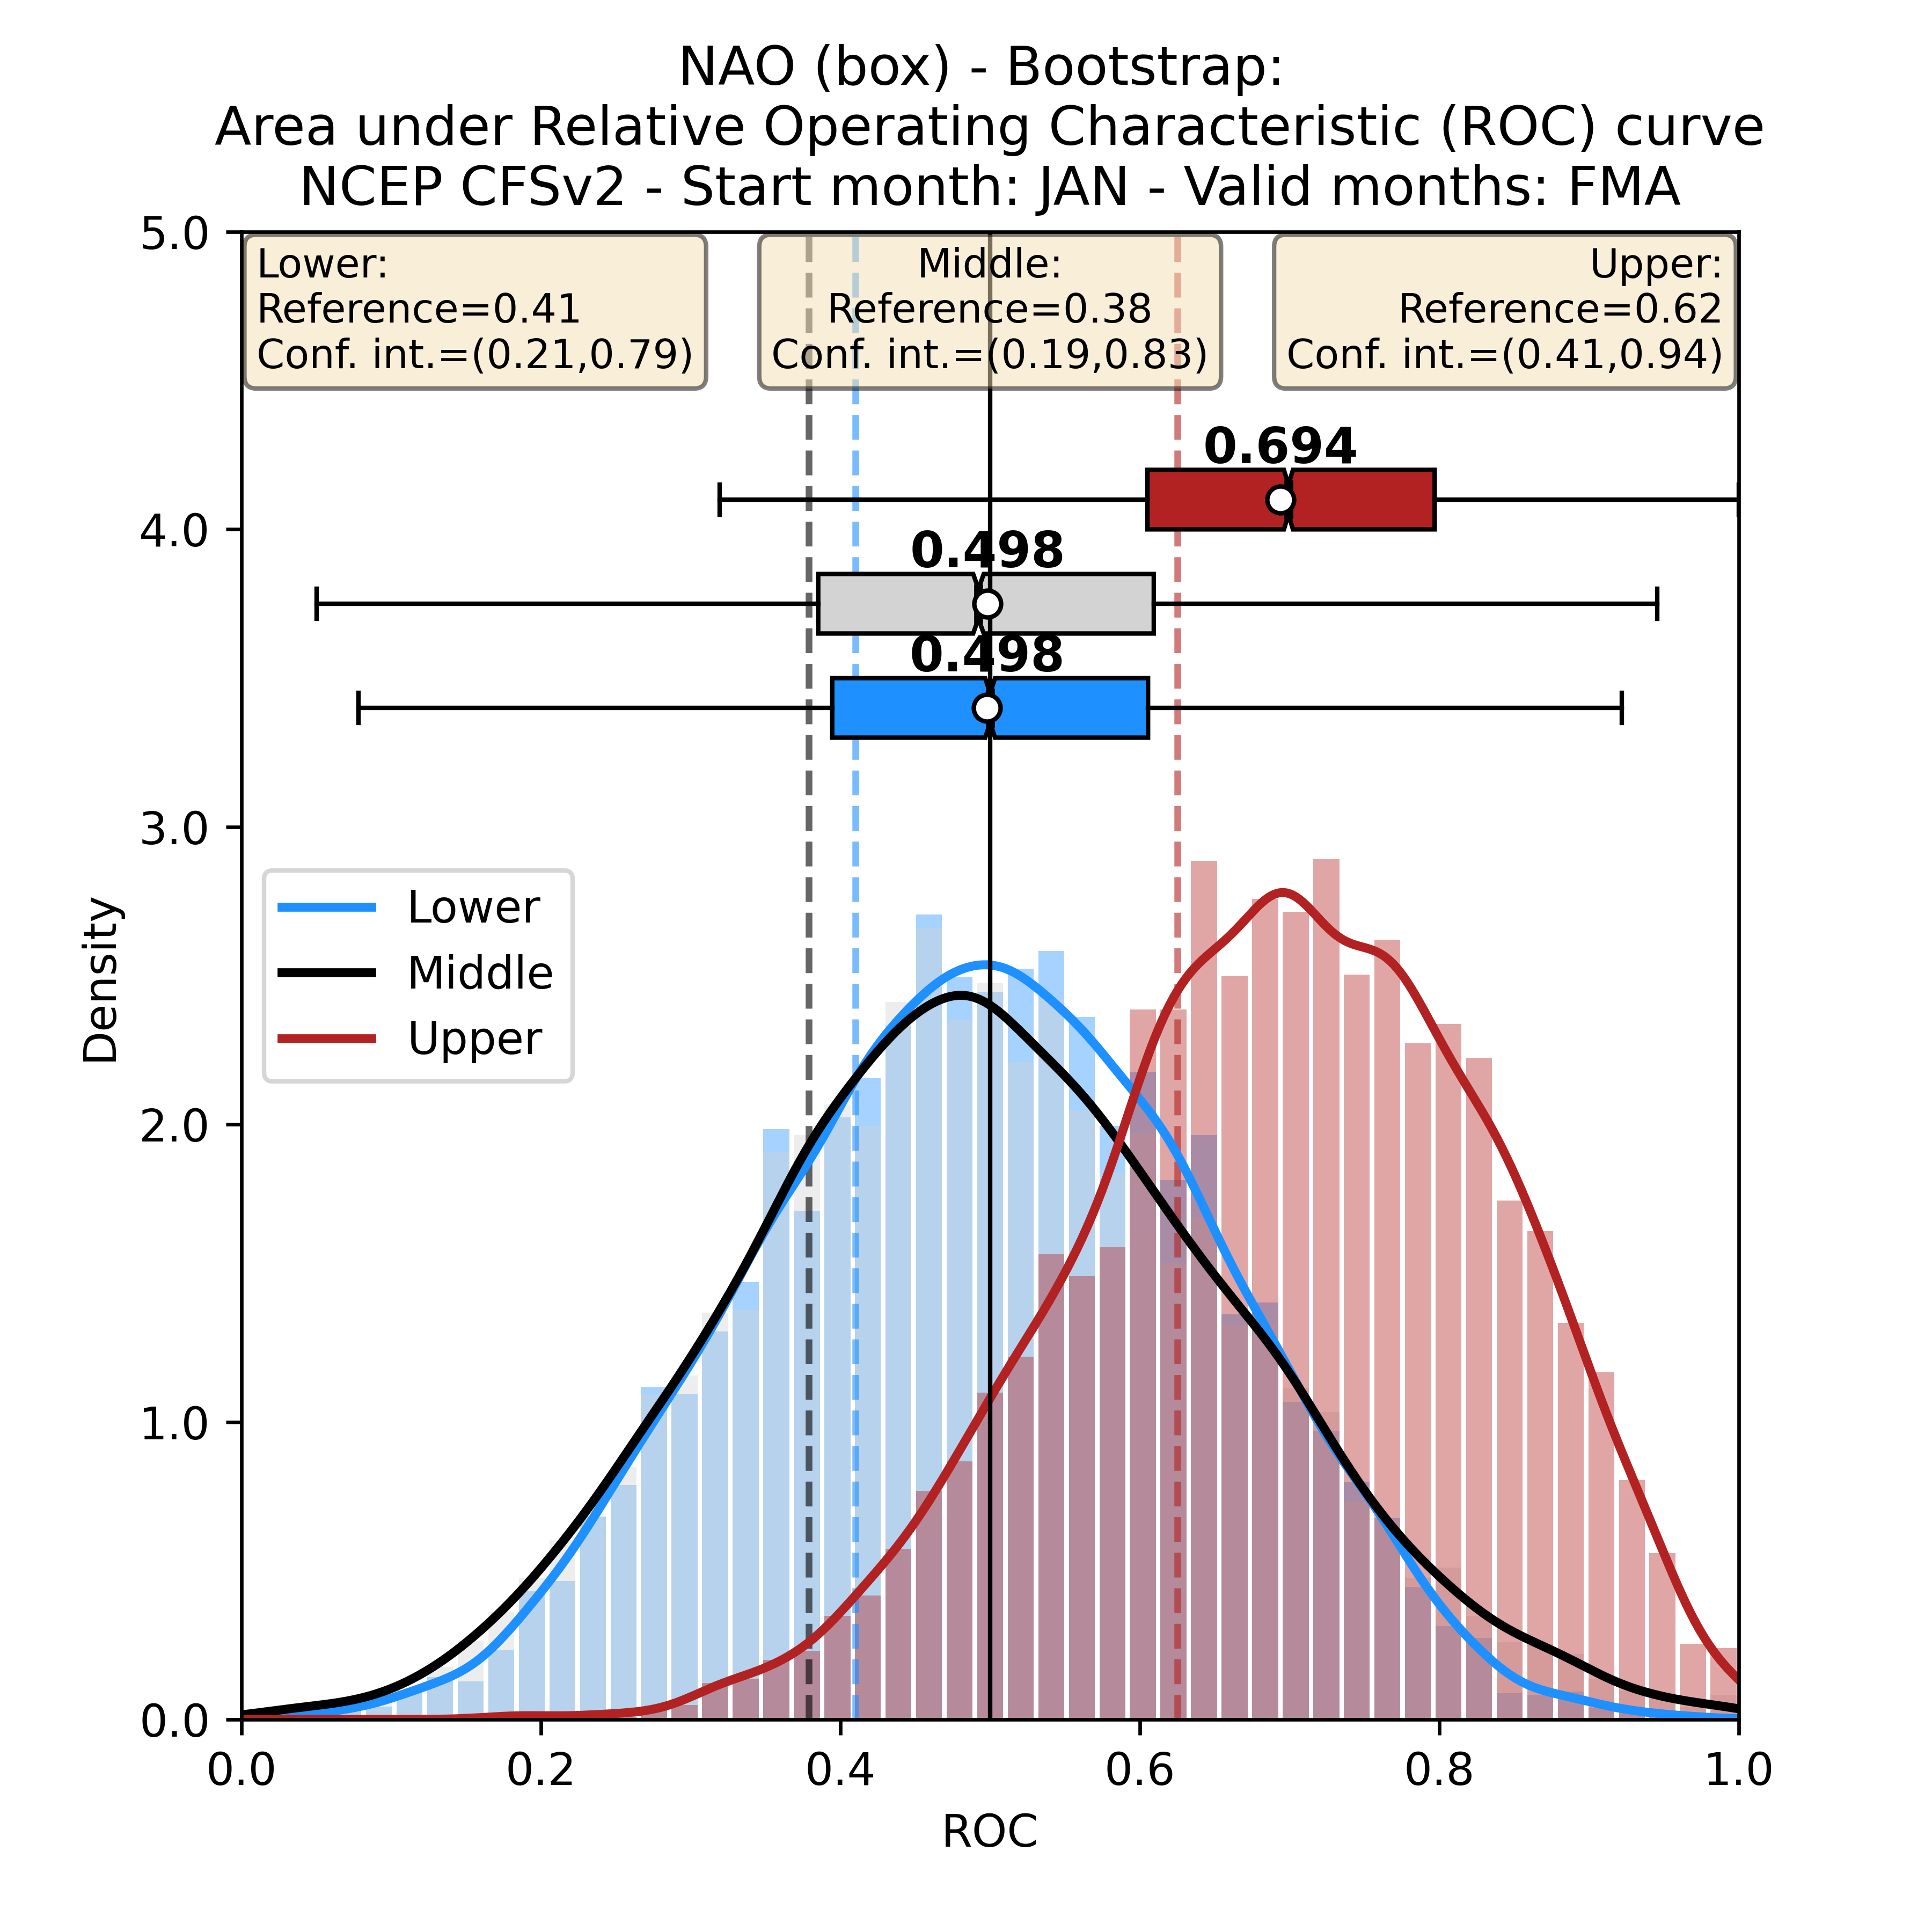 NAO (box) - Bootstrap:
Area under Relative Operating Characteristic (ROC) curve
NCEP CFSv2 - Start month: JAN - Valid months: FMA
Lower:
Reference=0.41
Conf. int.=(0.21,0.79)
Middle:
Reference=0.38
Conf. int.=(0.19,0.83)
Upper:
Reference=0.62
Conf. int.=(0.41,0.94)
0.694
0.498
0.498
5.0
4.0
3.0
2.0
1.0
0.0
Density
Lower
Middle
Upper
0.0 0.2 0.4 0.6 0.8 1.0
ROC